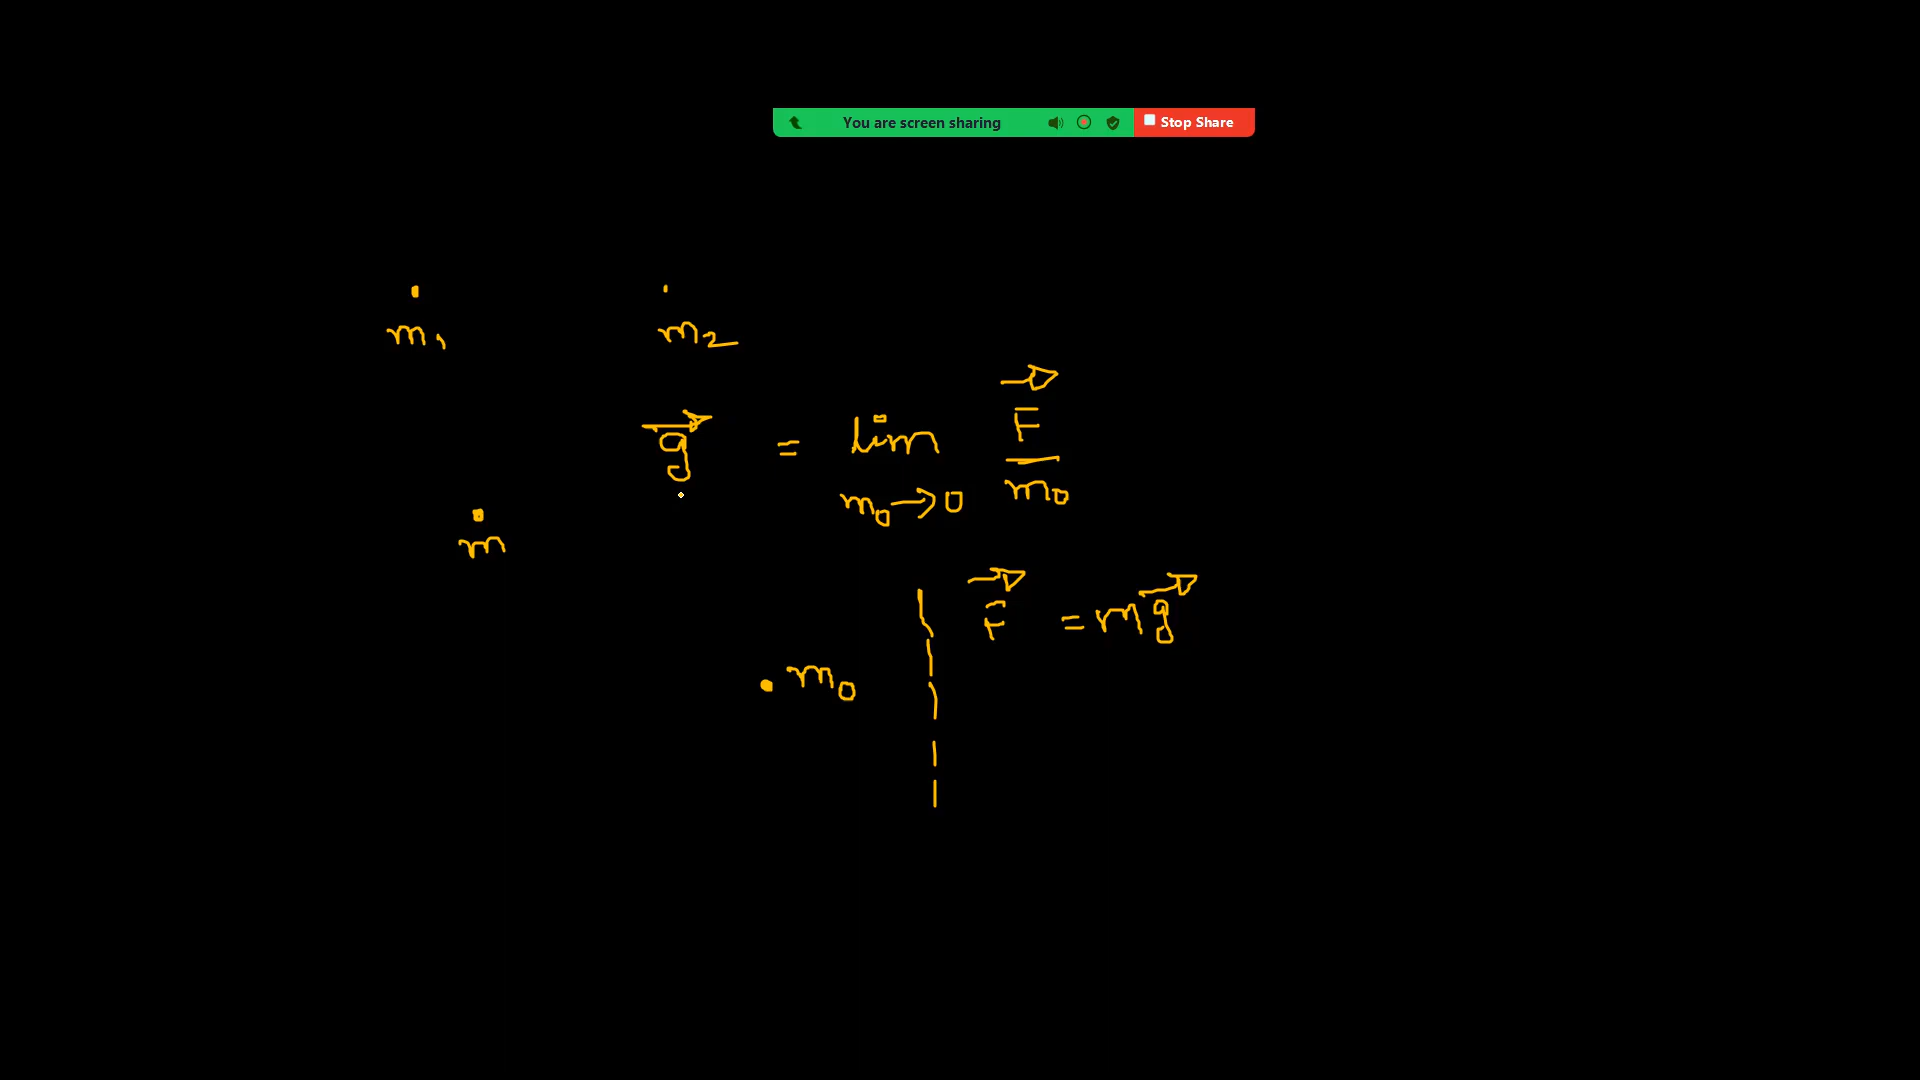 You are screen sharing Stop Share
m₁ m₂
g⃗ = lim F⃗ / m₀
m₀→0
m
F⃗ = mg⃗
m₀